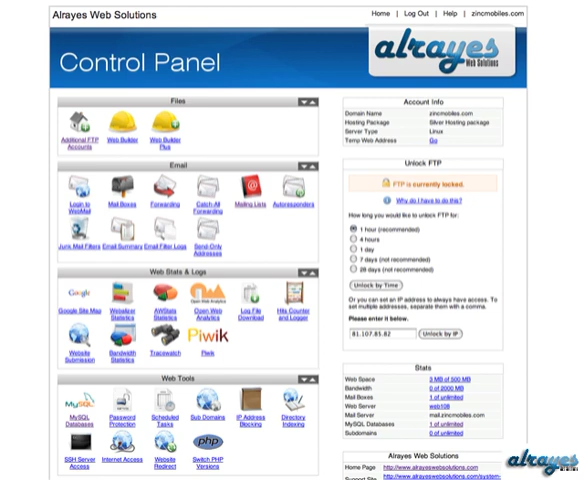 Alrayes Web Solutions
Home | Log Out | Help | zincmobiles.com
alrayes
Web Solutions
Control Panel
Files
Additional FTP Accounts
Web Builder
Web Builder Plus
Email
Login to WebMail
Mail Boxes
Forwarding
Catch-All Forwarding
Mailing Lists
Autoresponders
Junk Mail Filters
Email Summary
Email Filter Logs
Send-Only Addresses
Web Stats & Logs
Google
Open Web Analytics
Google Site Map
Webalizer Statistics
AWStats Statistics
Open Web Analytics
Log File Download
Hits Counter and Logger
Piwik
Website Submission
Bandwidth Statistics
Tracewatch
Piwik
Web Tools
MySQL
MySQL Databases
Password Protection
Scheduled Tasks
Sub Domains
IP Address Blocking
Directory Indexing
php
SSH Server Access
Internet Access
Website Redirect
Switch PHP Versions
Account Info
Domain Name zincmobiles.com
Hosting Package Silver Hosting package
Server Type Linux
Temp Web Address Go
Unlock FTP
FTP is currently locked.
Why do I have to do this?
How long you would like to unlock FTP for:
1 hour (recommended)
4 hours
1 day
7 days (not recommended)
28 days (not recommended)
Unlock by Time
Or you can set an IP address to always have access. To
set multiple addresses, separate them with a comma.
Please enter it below.
81.107.85.82 Unlock by IP
Stats
Web Space 3 MB of 500 MB
Bandwidth 0 of 2000 MB
Mail Boxes 1 of unlimited
Web Server web108
Mail Server mail.zincmobiles.com
MySQL Databases 1 of unlimited
Subdomains 0 of unlimited
Alrayes Web Solutions
Home Page http://www.alrayeswebsolutions.com
Support Site http://www.alrayeswebsolutions.com/system-
alrayes